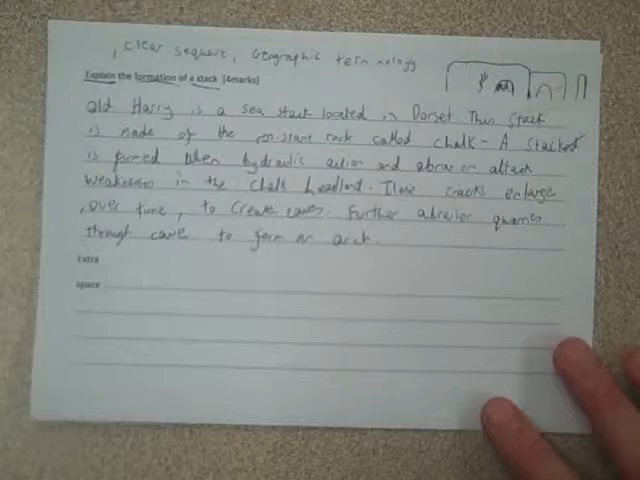 , clear sequence, Geographic terminology
Explain the formation of a stack [4marks]
Old Harry is a sea stack located in Dorset This stack
is made of the resistant rock called chalk - A stacked
is formed when hydraulic action and abrasion attack
weaknesses in the chalk headland. These cracks enlarge
, over time, to create caves. Further abrasion
through cave to form an arch.
Extra
space